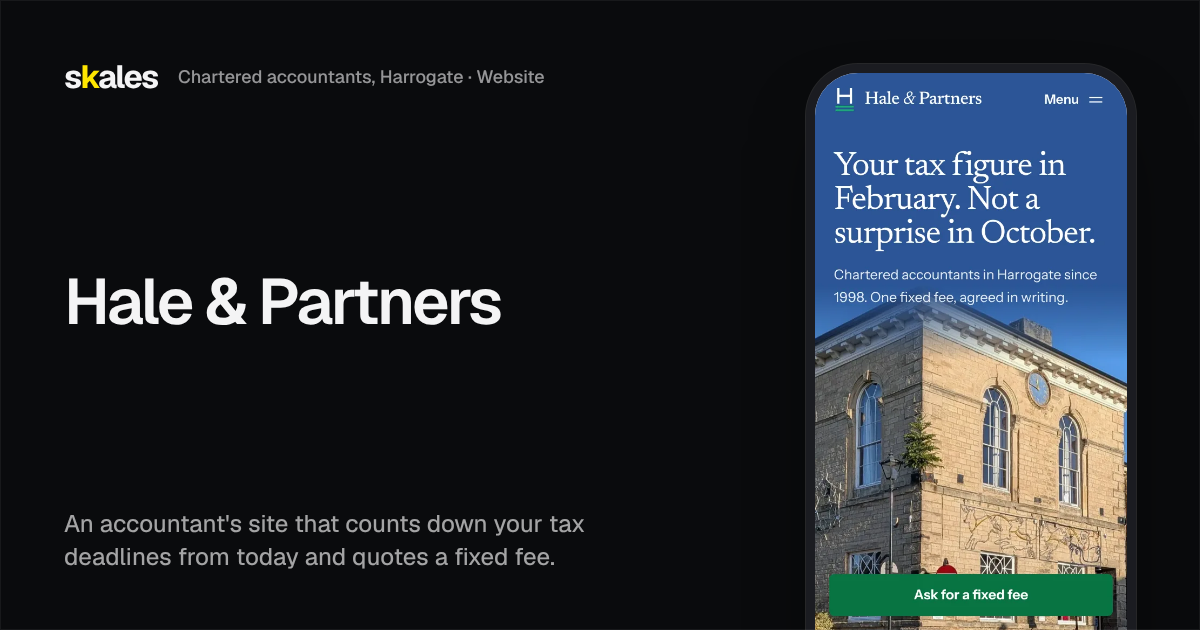 skales
Chartered accountants, Harrogate · Website
Hale & Partners
An accountant's site that counts down your tax
deadlines from today and quotes a fixed fee.
H
Hale & Partners
Menu
Your tax figure in
February. Not a
surprise in October.
Chartered accountants in Harrogate since
1998. One fixed fee, agreed in writing.
Ask for a fixed fee